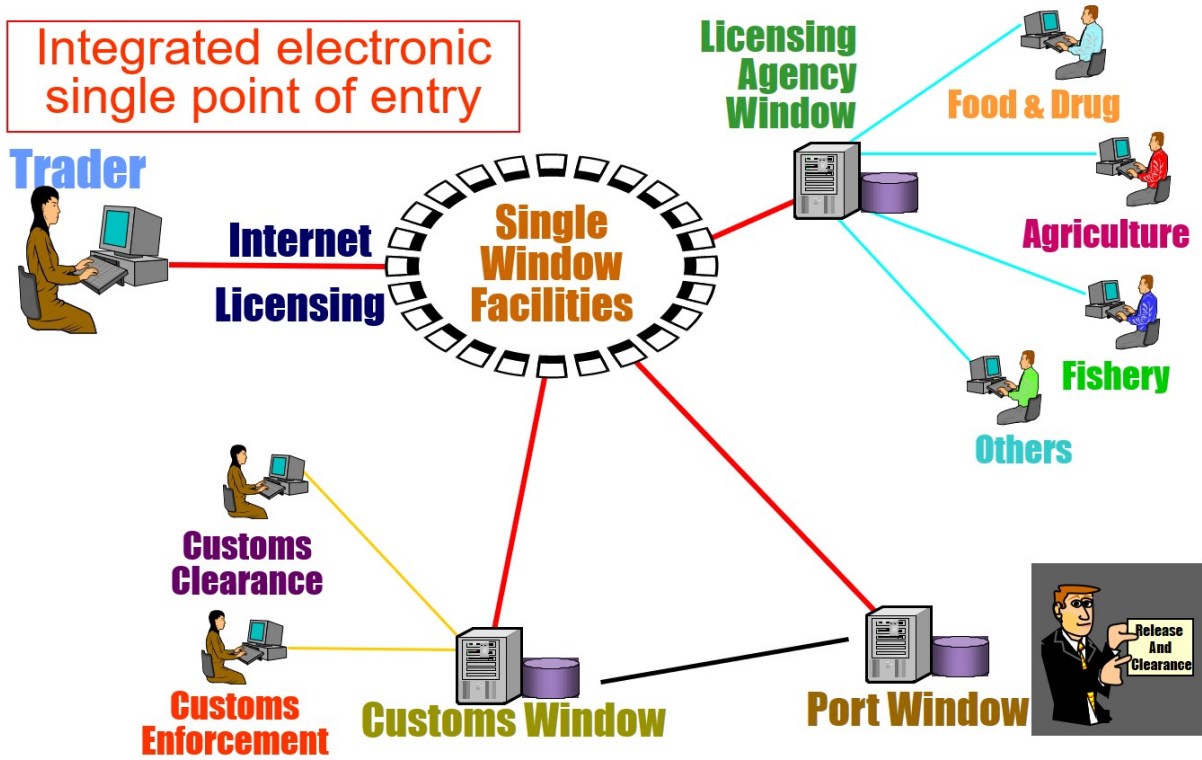 Integrated electronic
single point of entry
Trader
Internet
Licensing
Single
Window
Facilities
Licensing
Agency
Window
Food & Drug
Agriculture
Fishery
Others
Customs
Clearance
Customs
Enforcement
Customs Window
Port Window
Release
And
Clearance